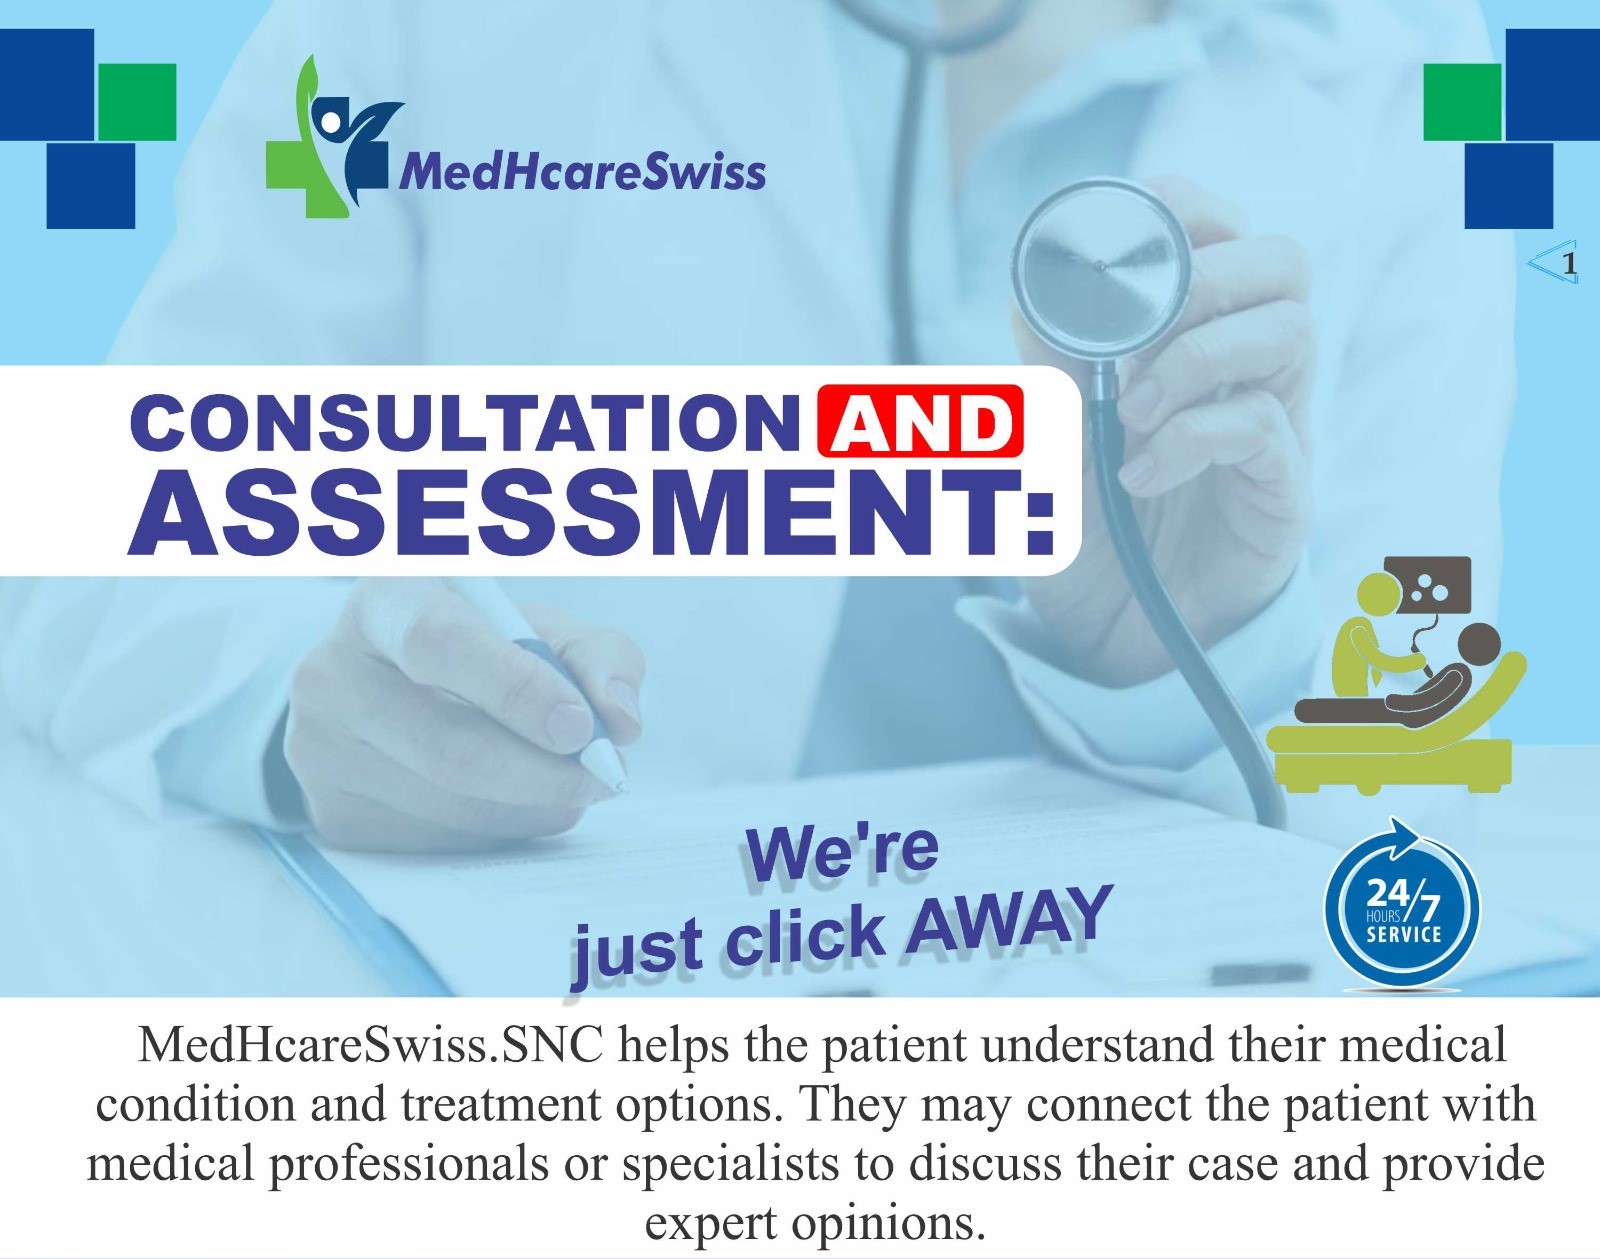 MedHcareSwiss
1
CONSULTATION AND
ASSESSMENT:
We're
just click AWAY
24/7
HOURS
SERVICE
MedHcareSwiss.SNC helps the patient understand their medical
condition and treatment options. They may connect the patient with
medical professionals or specialists to discuss their case and provide
expert opinions.